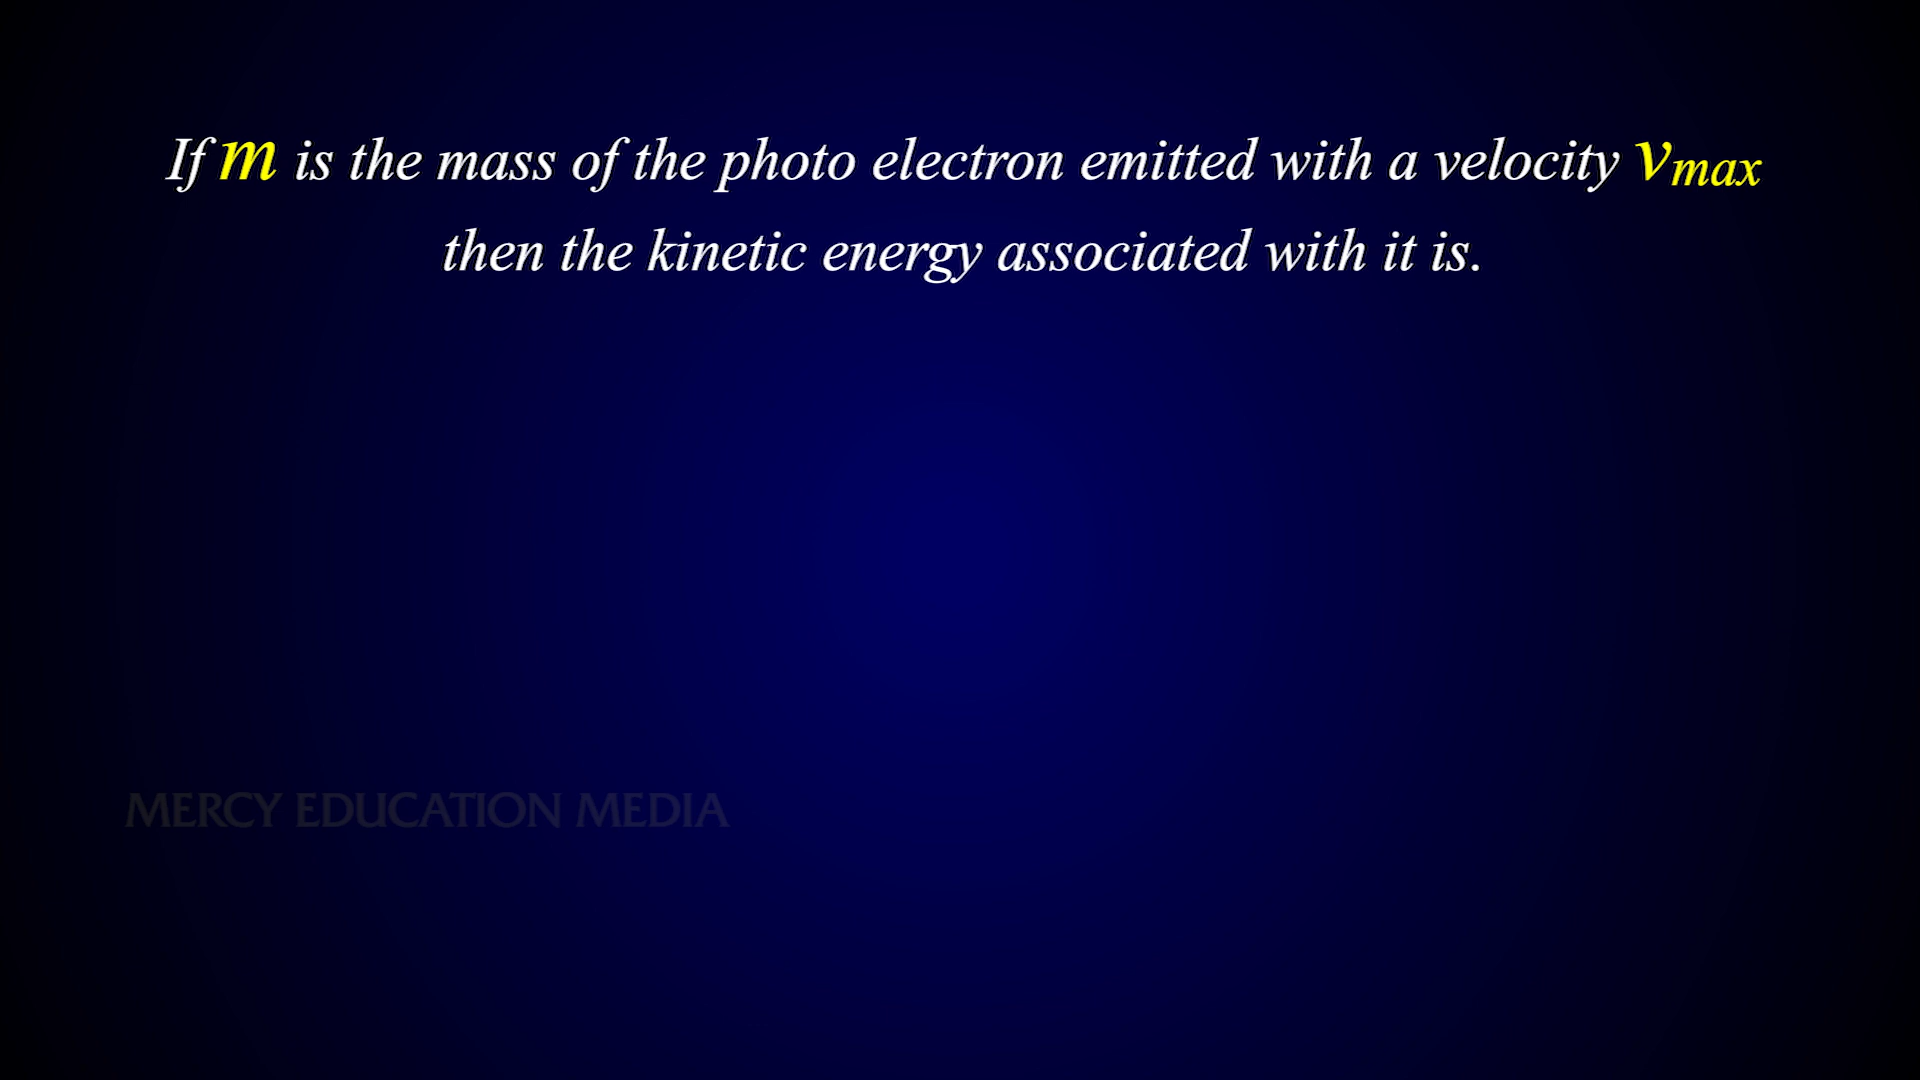 If m is the mass of the photo electron emitted with a velocity vmax
then the kinetic energy associated with it is.
MERCY EDUCATION MEDIA